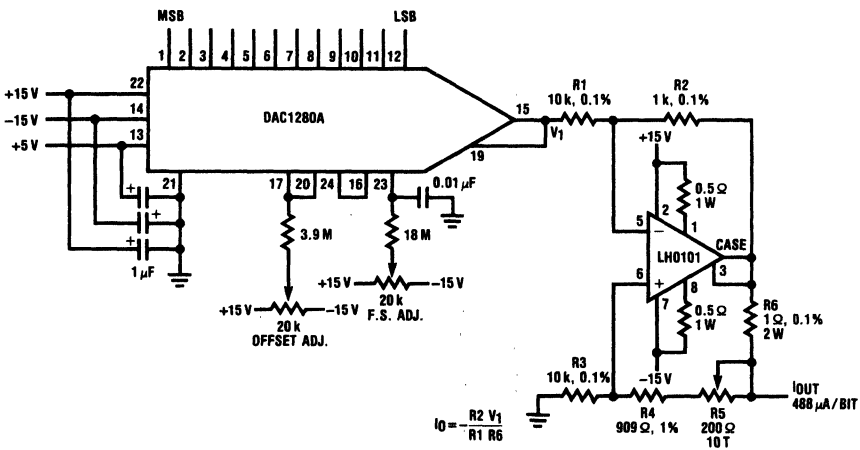 MSB LSB
1 2 3 4 5 6 7 8 9 10 11 12
+15 V 22
−15 V 14
+5 V 13
DAC1280A
15
19
V1
R1
10 k, 0.1%
R2
1 k, 0.1%
+15 V
0.5 Ω
1 W
2
1
5
−
LH0101
CASE
3
6
+
7
8
0.5 Ω
1 W
−15 V
R6
1 Ω, 0.1%
2 W
21
17
20
24
16
23
0.01 μF
+
+
+
1 μF
3.9 M
18 M
+15 V −15 V
20 k
F.S. ADJ.
+15 V −15 V
20 k
OFFSET ADJ.
R3
10 k, 0.1%
R4
909 Ω, 1%
R5
200 Ω
10 T
IOUT
488 μA/BIT
IO = − R2 V1
R1 R6